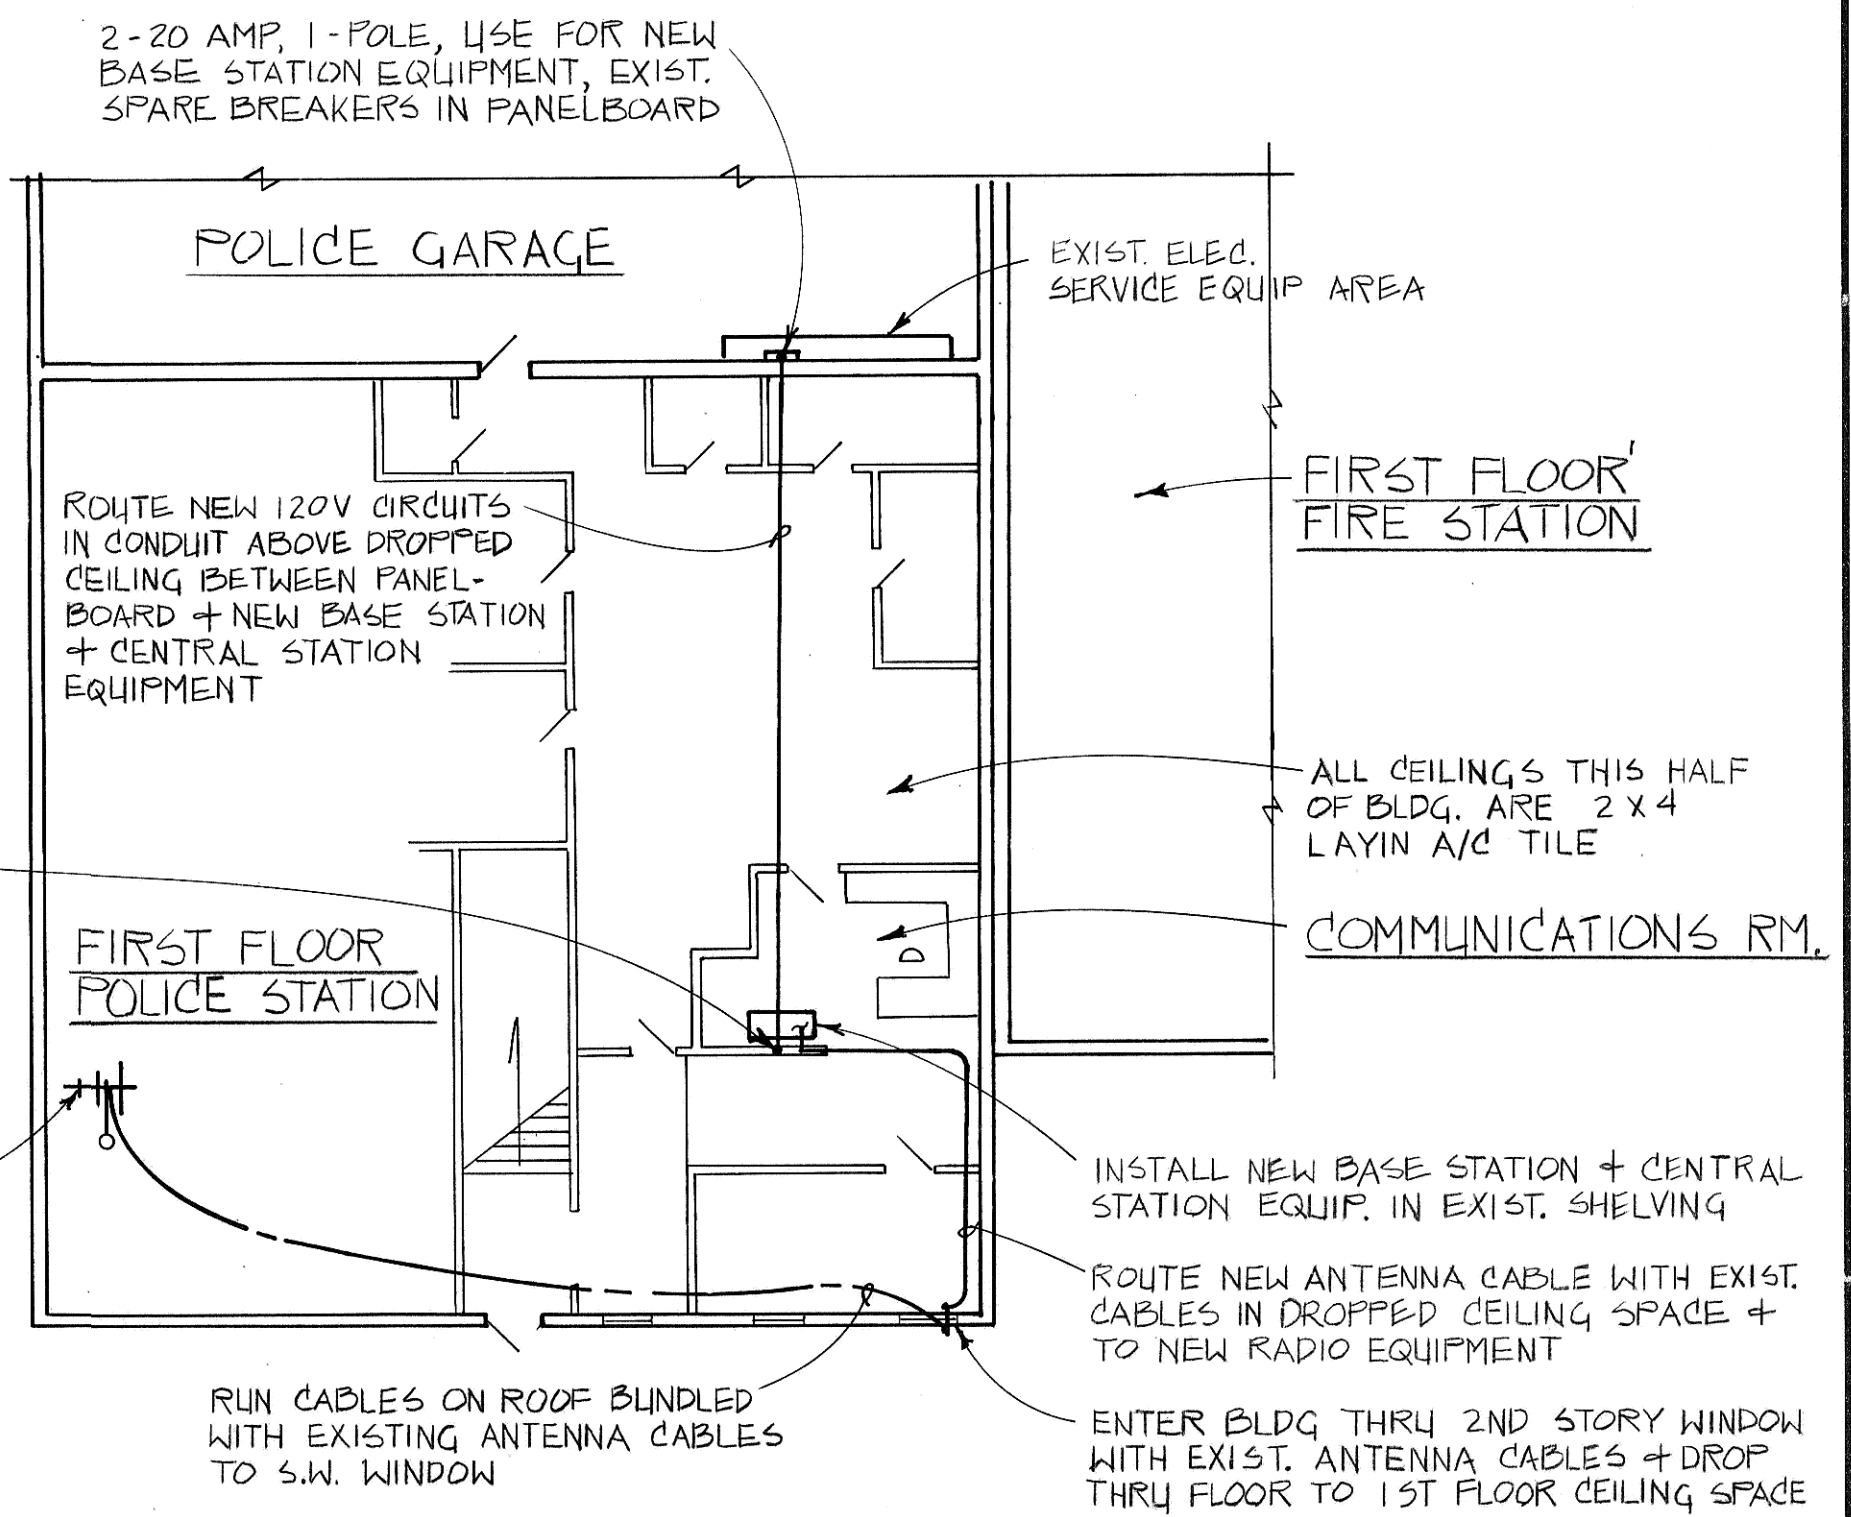 2-20 AMP, 1-POLE, USE FOR NEW
BASE STATION EQUIPMENT, EXIST.
SPARE BREAKERS IN PANELBOARD
POLICE GARAGE
EXIST. ELEC.
SERVICE EQUIP AREA
FIRST FLOOR
FIRE STATION
ROUTE NEW 120V CIRCUITS
IN CONDUIT ABOVE DROPPED
CEILING BETWEEN PANEL-
BOARD & NEW BASE STATION
& CENTRAL STATION
EQUIPMENT
ALL CEILINGS THIS HALF
OF BLDG. ARE 2 X 4
LAYIN A/C TILE
COMMUNICATIONS RM.
FIRST FLOOR
POLICE STATION
INSTALL NEW BASE STATION & CENTRAL
STATION EQUIP. IN EXIST. SHELVING
ROUTE NEW ANTENNA CABLE WITH EXIST.
CABLES IN DROPPED CEILING SPACE &
TO NEW RADIO EQUIPMENT
RUN CABLES ON ROOF BUNDLED
WITH EXISTING ANTENNA CABLES
TO S.W. WINDOW
ENTER BLDG THRU 2ND STORY WINDOW
WITH EXIST. ANTENNA CABLES & DROP
THRU FLOOR TO 1ST FLOOR CEILING SPACE